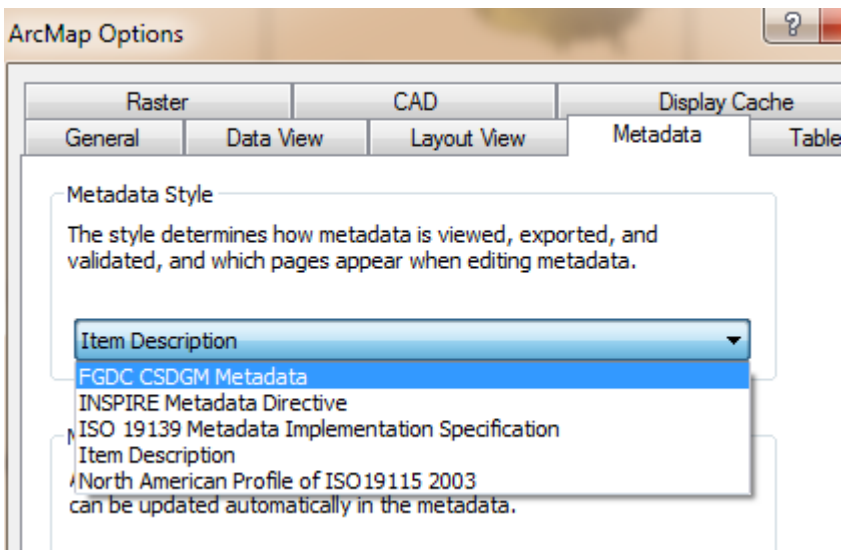 ArcMap Options
?
Raster CAD Display Cache
General Data View Layout View Metadata Table
Metadata Style
The style determines how metadata is viewed, exported, and
validated, and which pages appear when editing metadata.
Item Description
FGDC CSDGM Metadata
INSPIRE Metadata Directive
ISO 19139 Metadata Implementation Specification
Item Description
North American Profile of ISO19115 2003
can be updated automatically in the metadata.